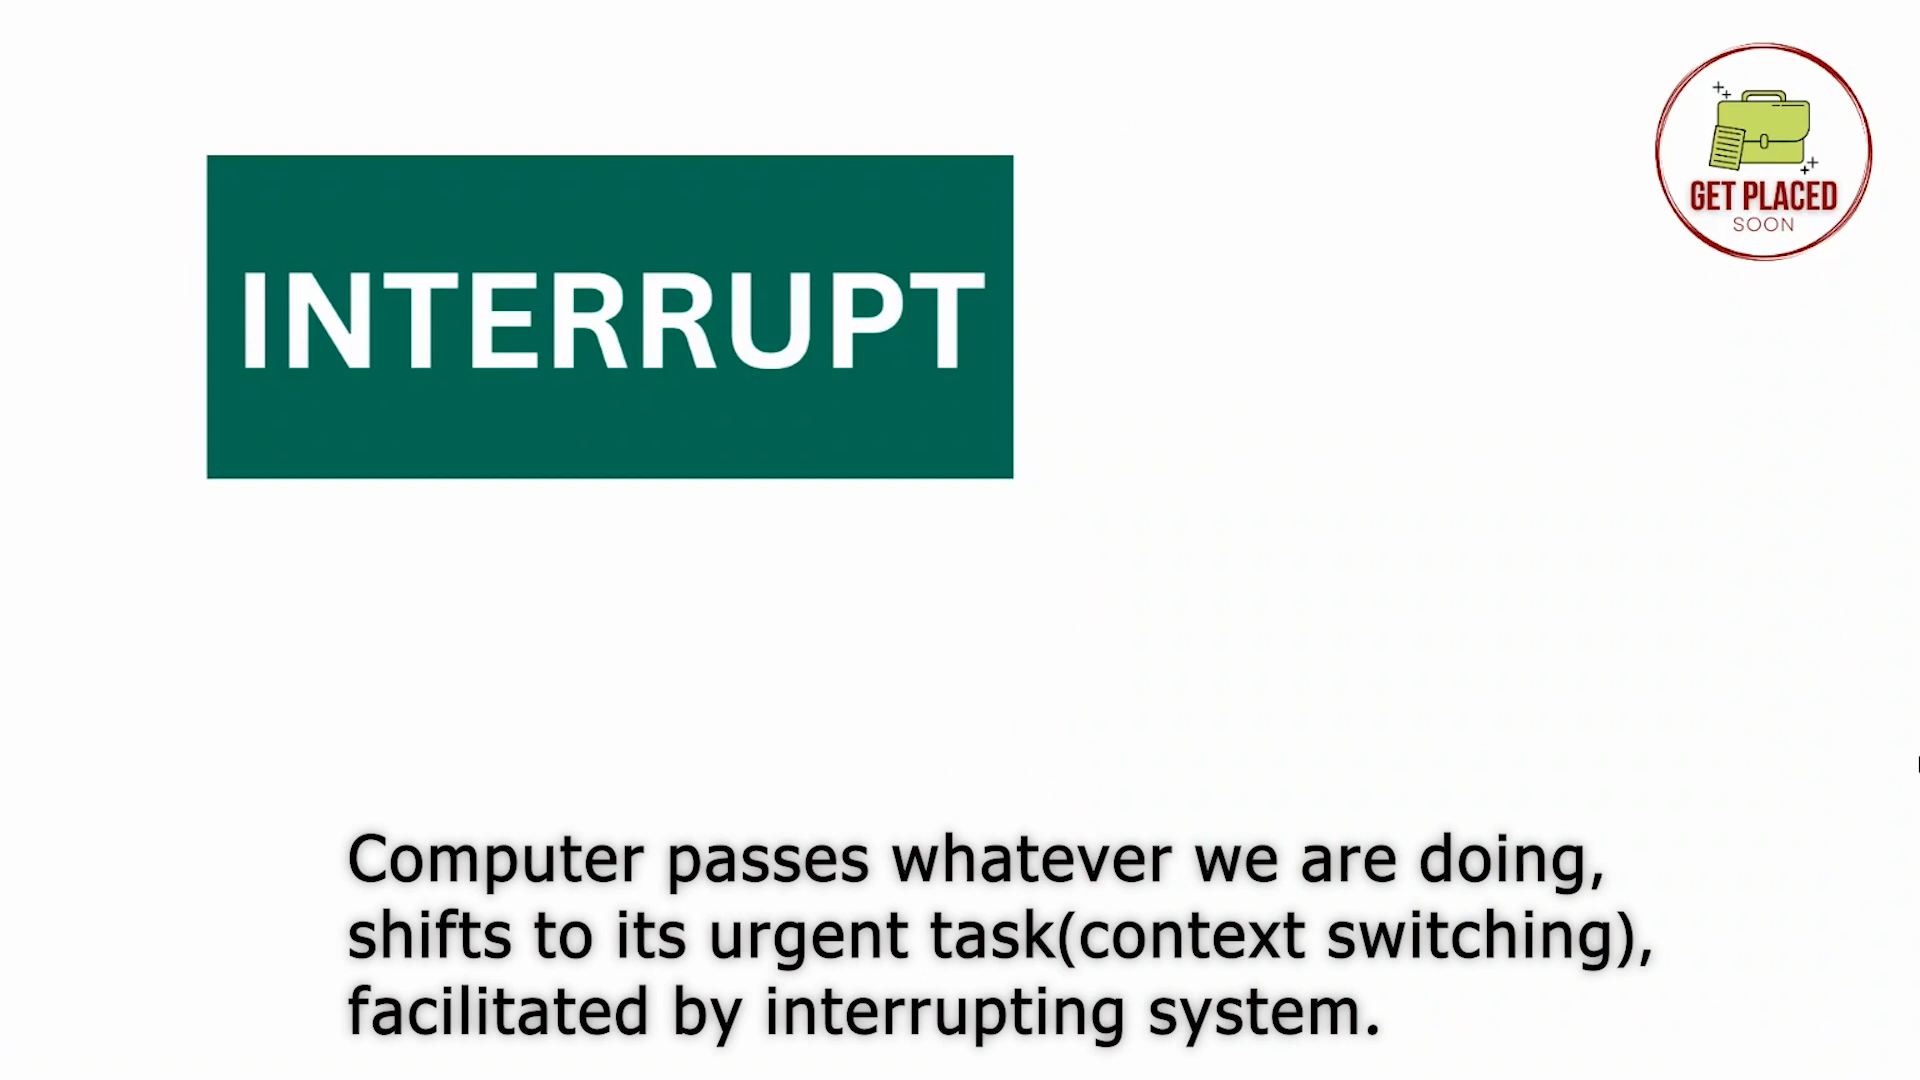 GET PLACED
SOON
INTERRUPT
Computer passes whatever we are doing,
shifts to its urgent task(context switching),
facilitated by interrupting system.